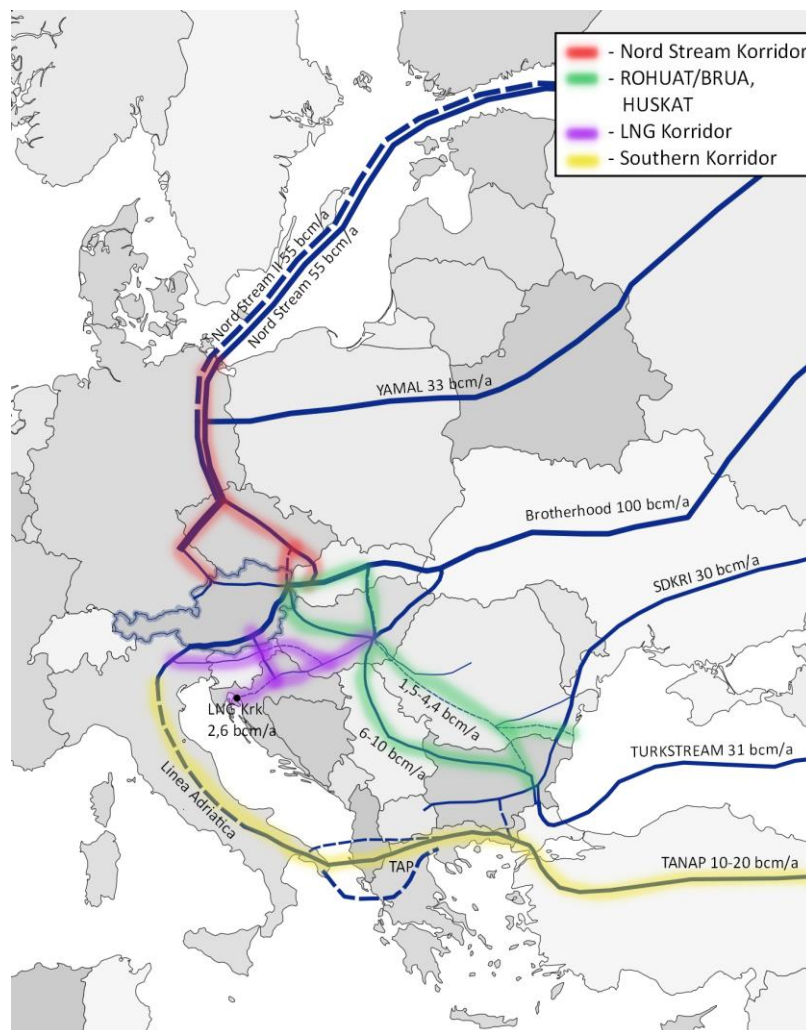 - Nord Stream Korridor
- ROHUAT/BRUA,
HUSKAT
- LNG Korridor
- Southern Korridor
Nord Stream II 55 bcm/a
Nord Stream 55 bcm/a
YAMAL 33 bcm/a
Brotherhood 100 bcm/a
SDKRI 30 bcm/a
LNG Krk
2,6 bcm/a
1,5-4,4 bcm/a
6-10 bcm/a
TURKSTREAM 31 bcm/a
Linea Adriatica
TAP
TANAP 10-20 bcm/a